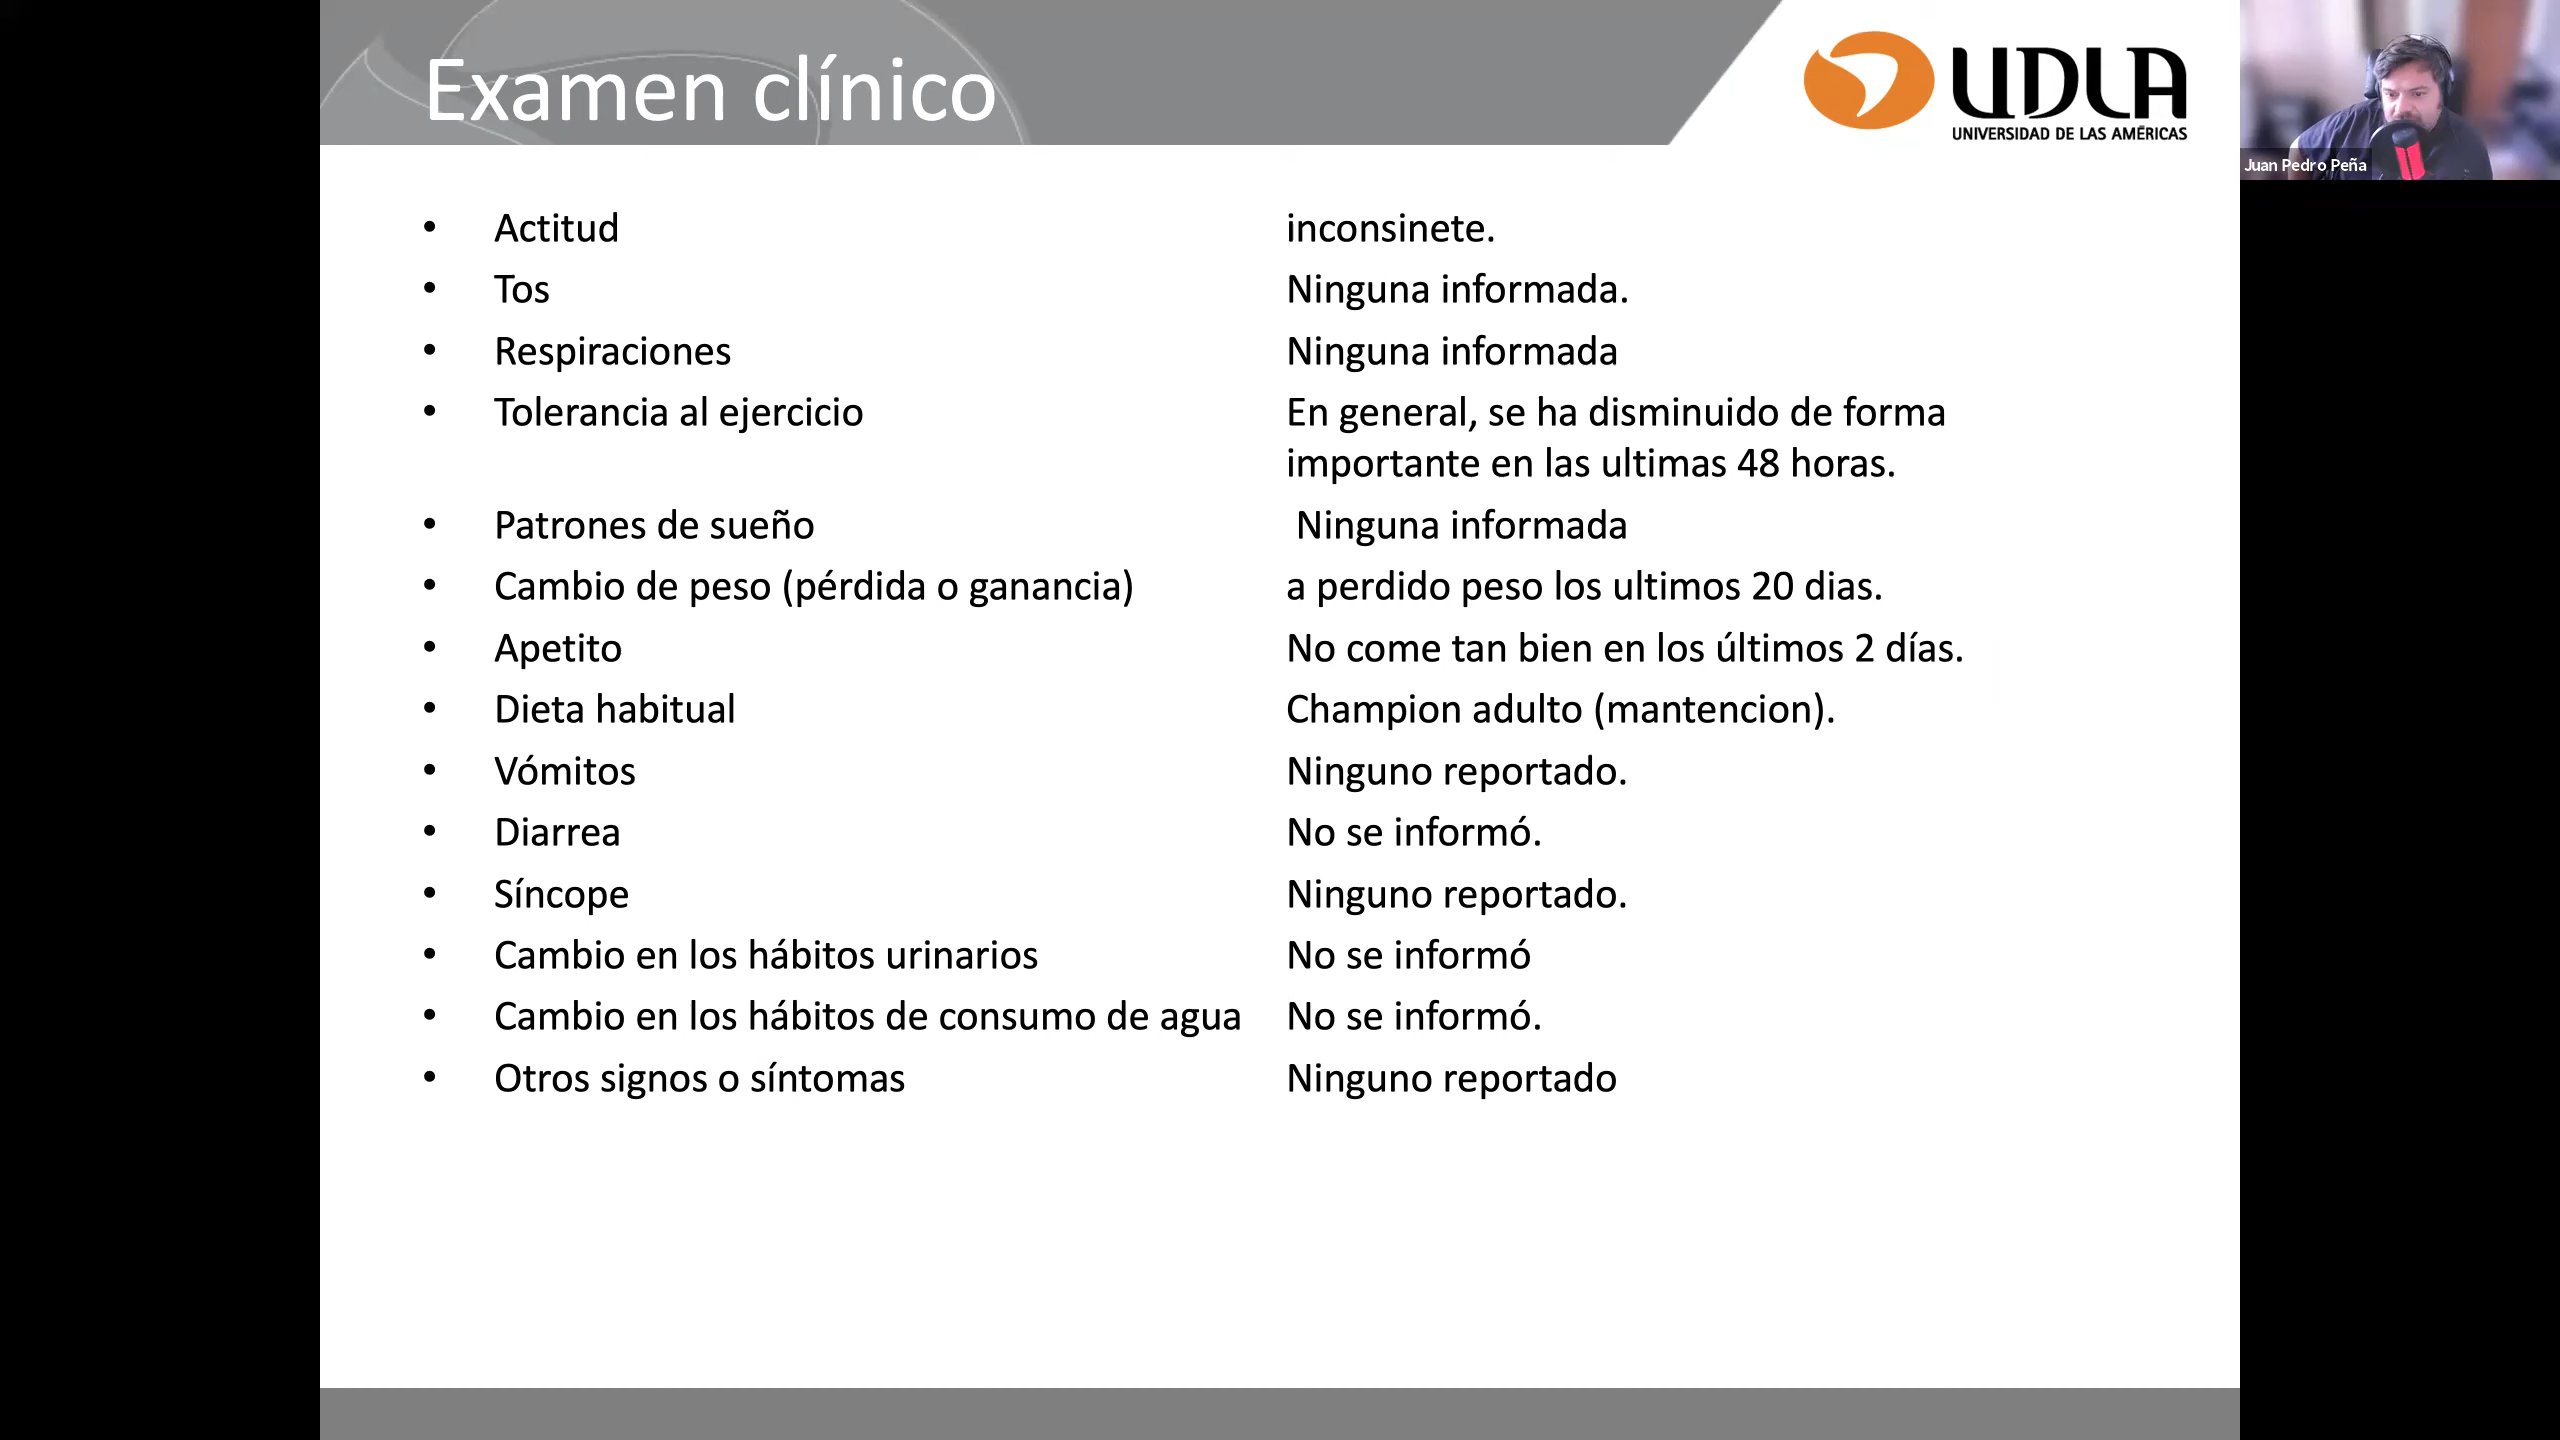 Examen clínico
UDLA
UNIVERSIDAD DE LAS AMÉRICAS
Juan Pedro Peña
• Actitud inconsinete.
• Tos Ninguna informada.
• Respiraciones Ninguna informada
• Tolerancia al ejercicio En general, se ha disminuido de forma
importante en las ultimas 48 horas.
• Patrones de sueño Ninguna informada
• Cambio de peso (pérdida o ganancia) a perdido peso los ultimos 20 dias.
• Apetito No come tan bien en los últimos 2 días.
• Dieta habitual Champion adulto (mantencion).
• Vómitos Ninguno reportado.
• Diarrea No se informó.
• Síncope Ninguno reportado.
• Cambio en los hábitos urinarios No se informó
• Cambio en los hábitos de consumo de agua No se informó.
• Otros signos o síntomas Ninguno reportado